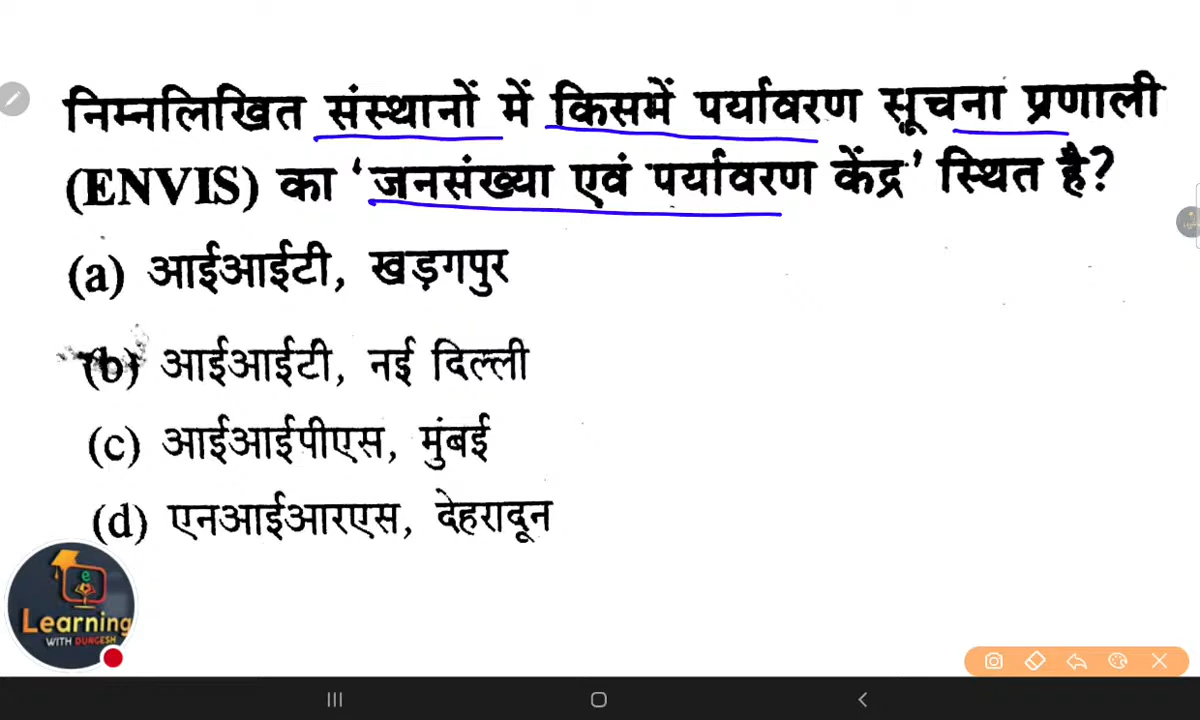 निम्नलिखित संस्थानों में किसमें पर्यावरण सूचना प्रणाली
(ENVIS) का ‘जनसंख्या एवं पर्यावरण केंद्र’ स्थित है?
(a) आईआईटी, खड़गपुर
(b) आईआईटी, नई दिल्ली
(c) आईआईपीएस, मुंबई
(d) एनआईआरएस, देहरादून
e
Learning
WITH DURGESH